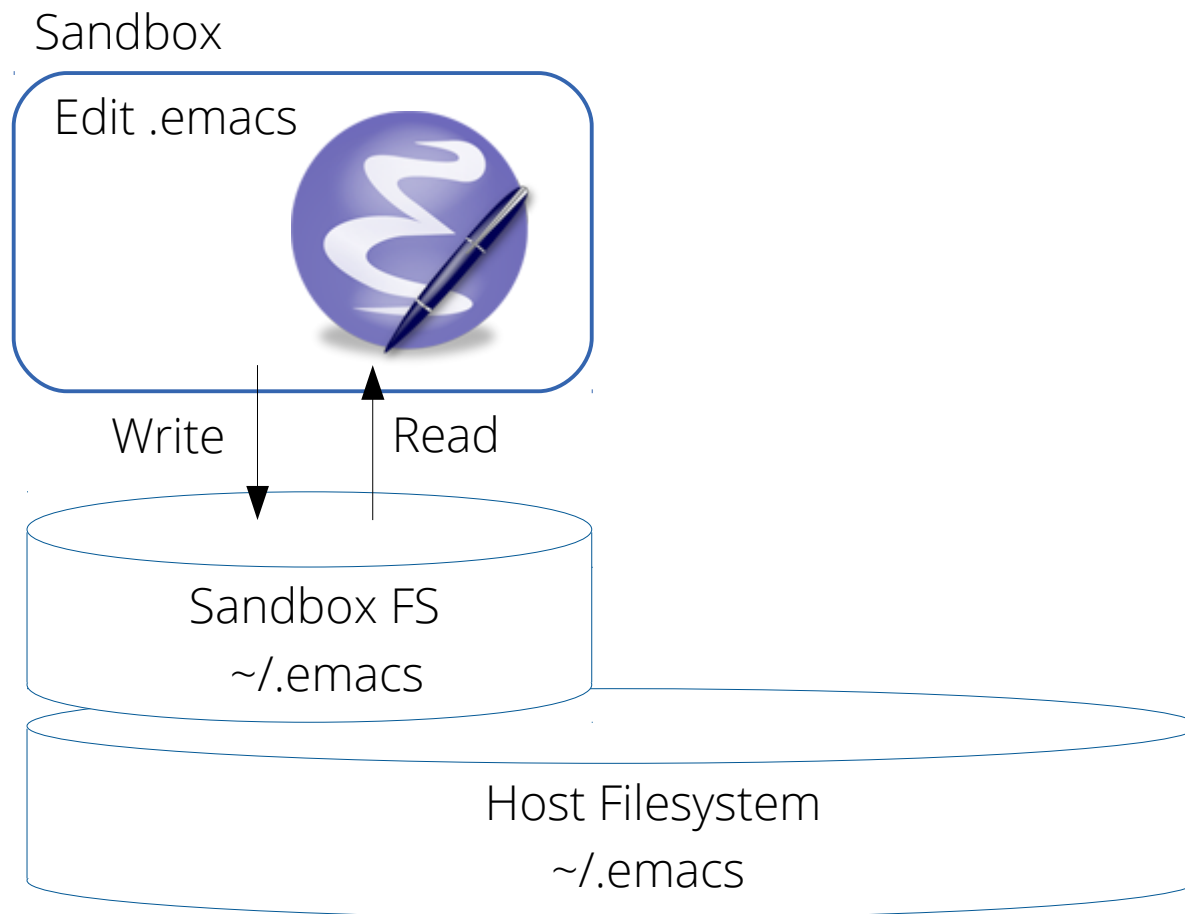 Sandbox
Edit .emacs
Write
Read
Sandbox FS
~/.emacs
Host Filesystem
~/.emacs